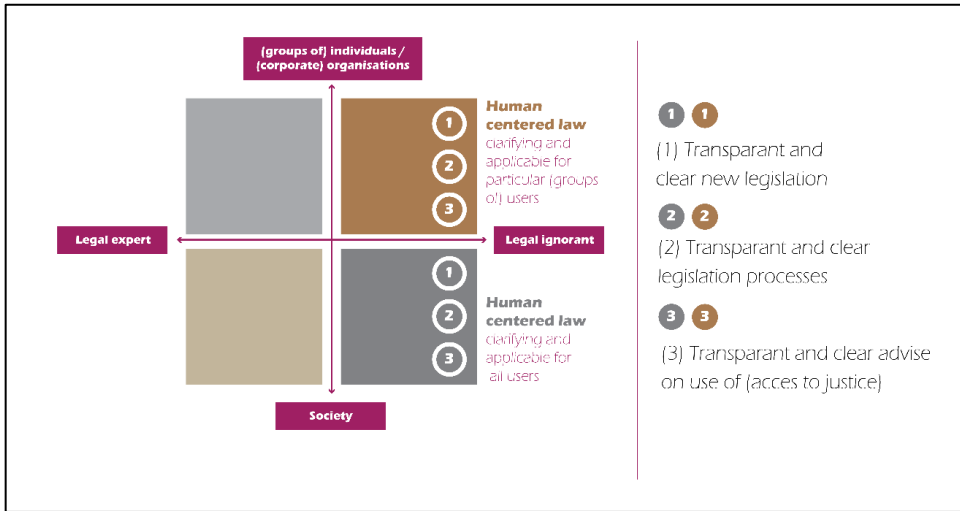 (groups of) individuals /
(corporate) organisations
1
2
3
Human
centered law
clarifying and
applicable for
particular (groups
of) users
Legal expert
Legal ignorant
1
2
3
Human
centered law
clarifying and
applicable for
all users
Society
1 1
(1) Transparant and
clear new legislation
2 2
(2) Transparant and clear
legislation processes
3 3
(3) Transparant and clear advise
on use of (acces to justice)